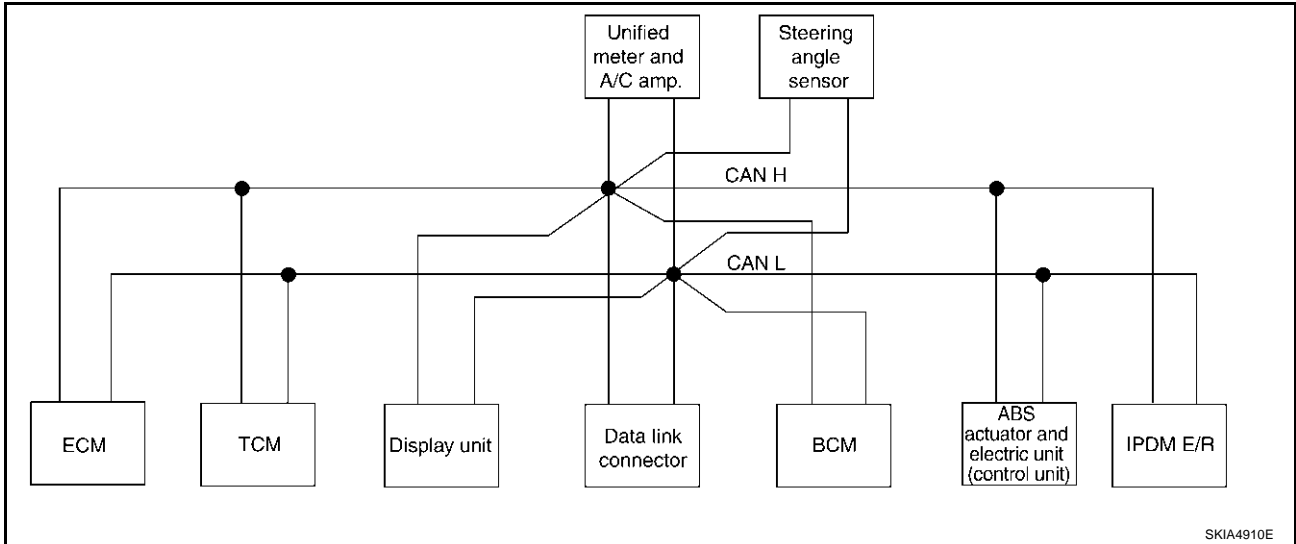 Unified
meter and
A/C amp.
Steering
angle
sensor
CAN H
CAN L
ECM
TCM
Display unit
Data link
connector
BCM
ABS
actuator and
electric unit
(control unit)
IPDM E/R
SKIA4910E